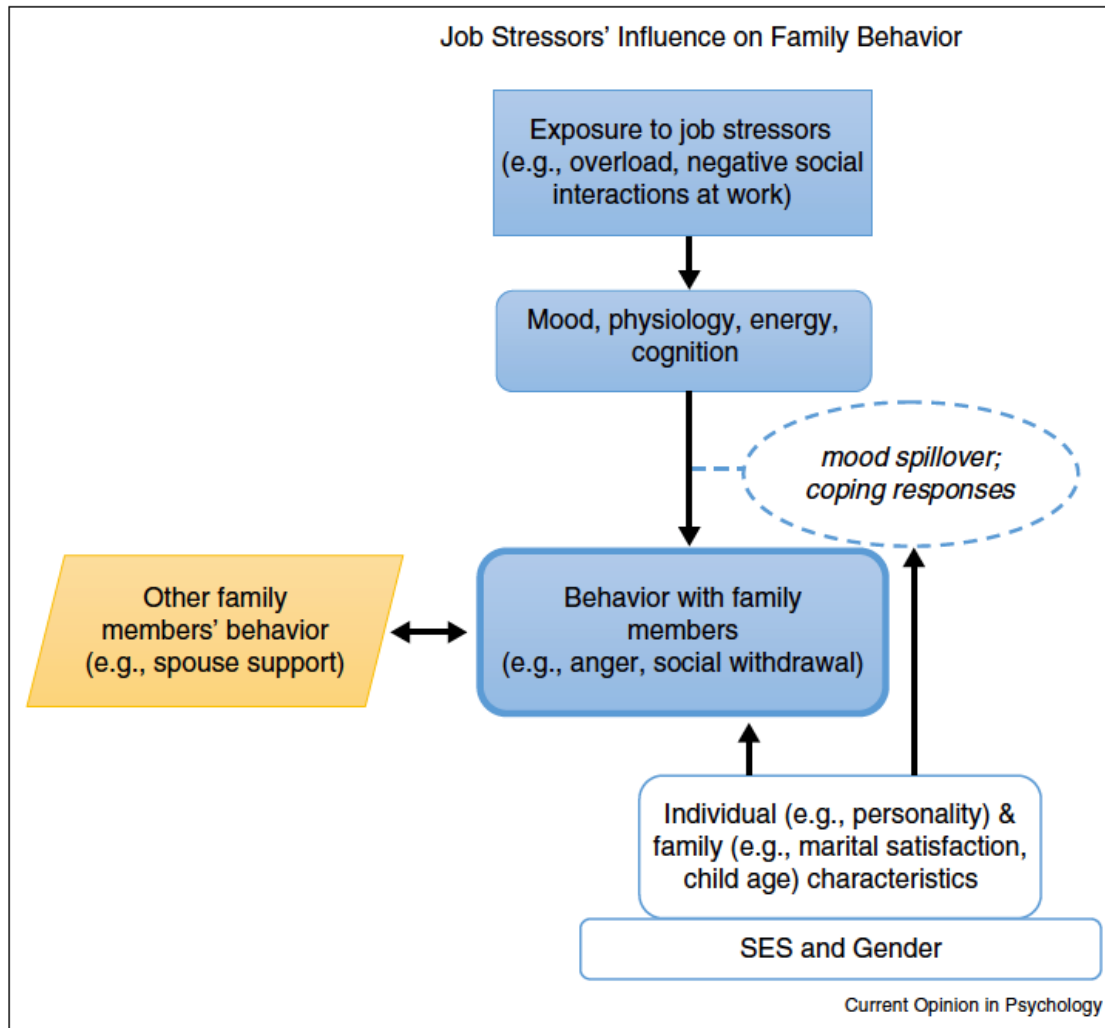 Job Stressors' Influence on Family Behavior
Exposure to job stressors
(e.g., overload, negative social
interactions at work)
Mood, physiology, energy,
cognition
mood spillover;
coping responses
Other family
members' behavior
(e.g., spouse support)
Behavior with family
members
(e.g., anger, social withdrawal)
Individual (e.g., personality) &
family (e.g., marital satisfaction,
child age) characteristics
SES and Gender
Current Opinion in Psychology